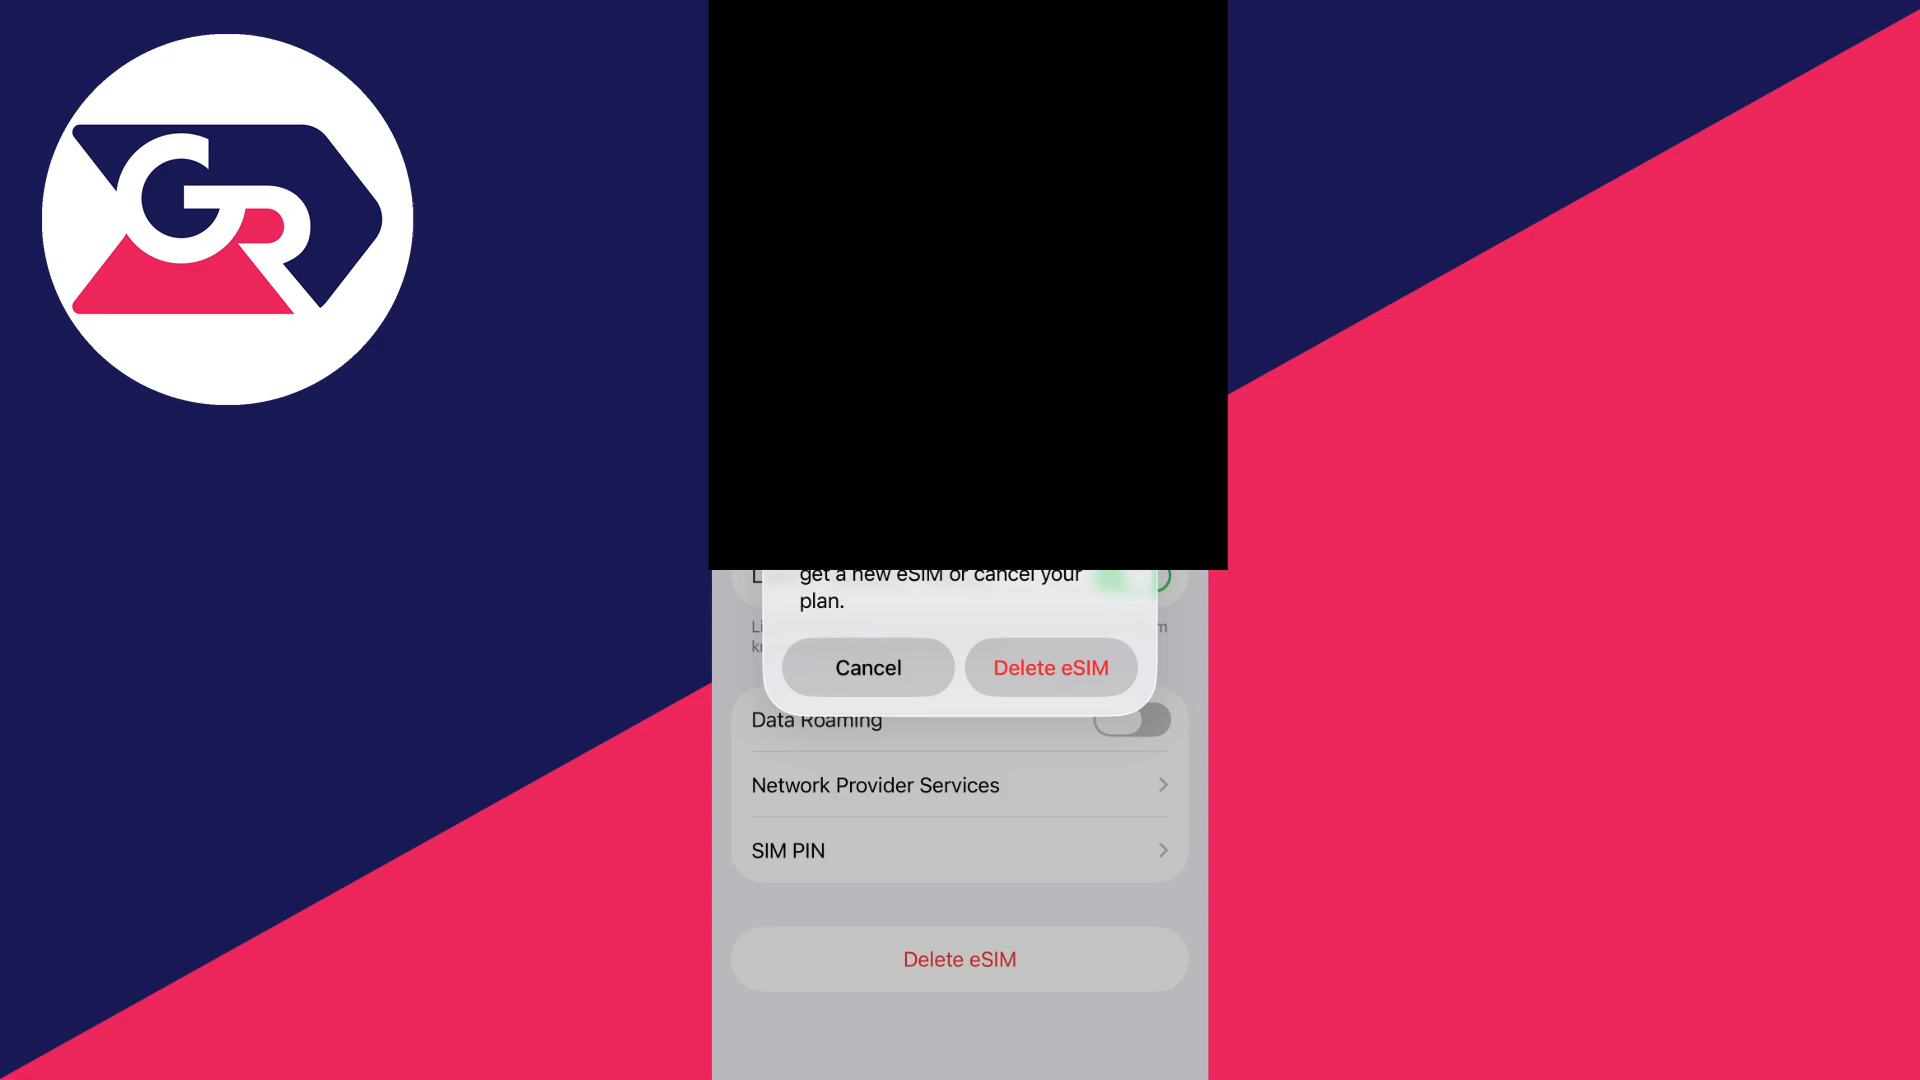 GR
get a new eSIM or cancel your
plan.
Cancel
Delete eSIM
Data Roaming
Network Provider Services
SIM PIN
Delete eSIM